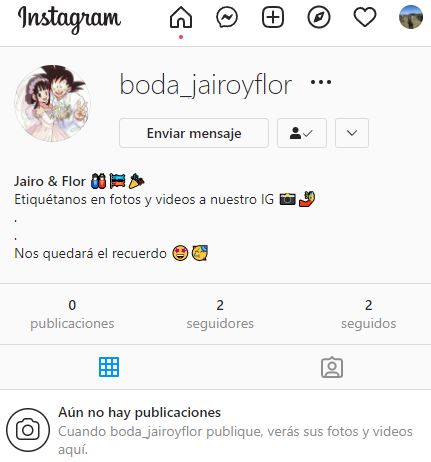 Instagram
boda_jairoyflor
Enviar mensaje
Jairo & Flor
Etiquétanos en fotos y videos a nuestro IG
.
.
Nos quedará el recuerdo
0 2 2
publicaciones seguidores seguidos
Aún no hay publicaciones
Cuando boda_jairoyflor publique, verás sus fotos y videos
aquí.